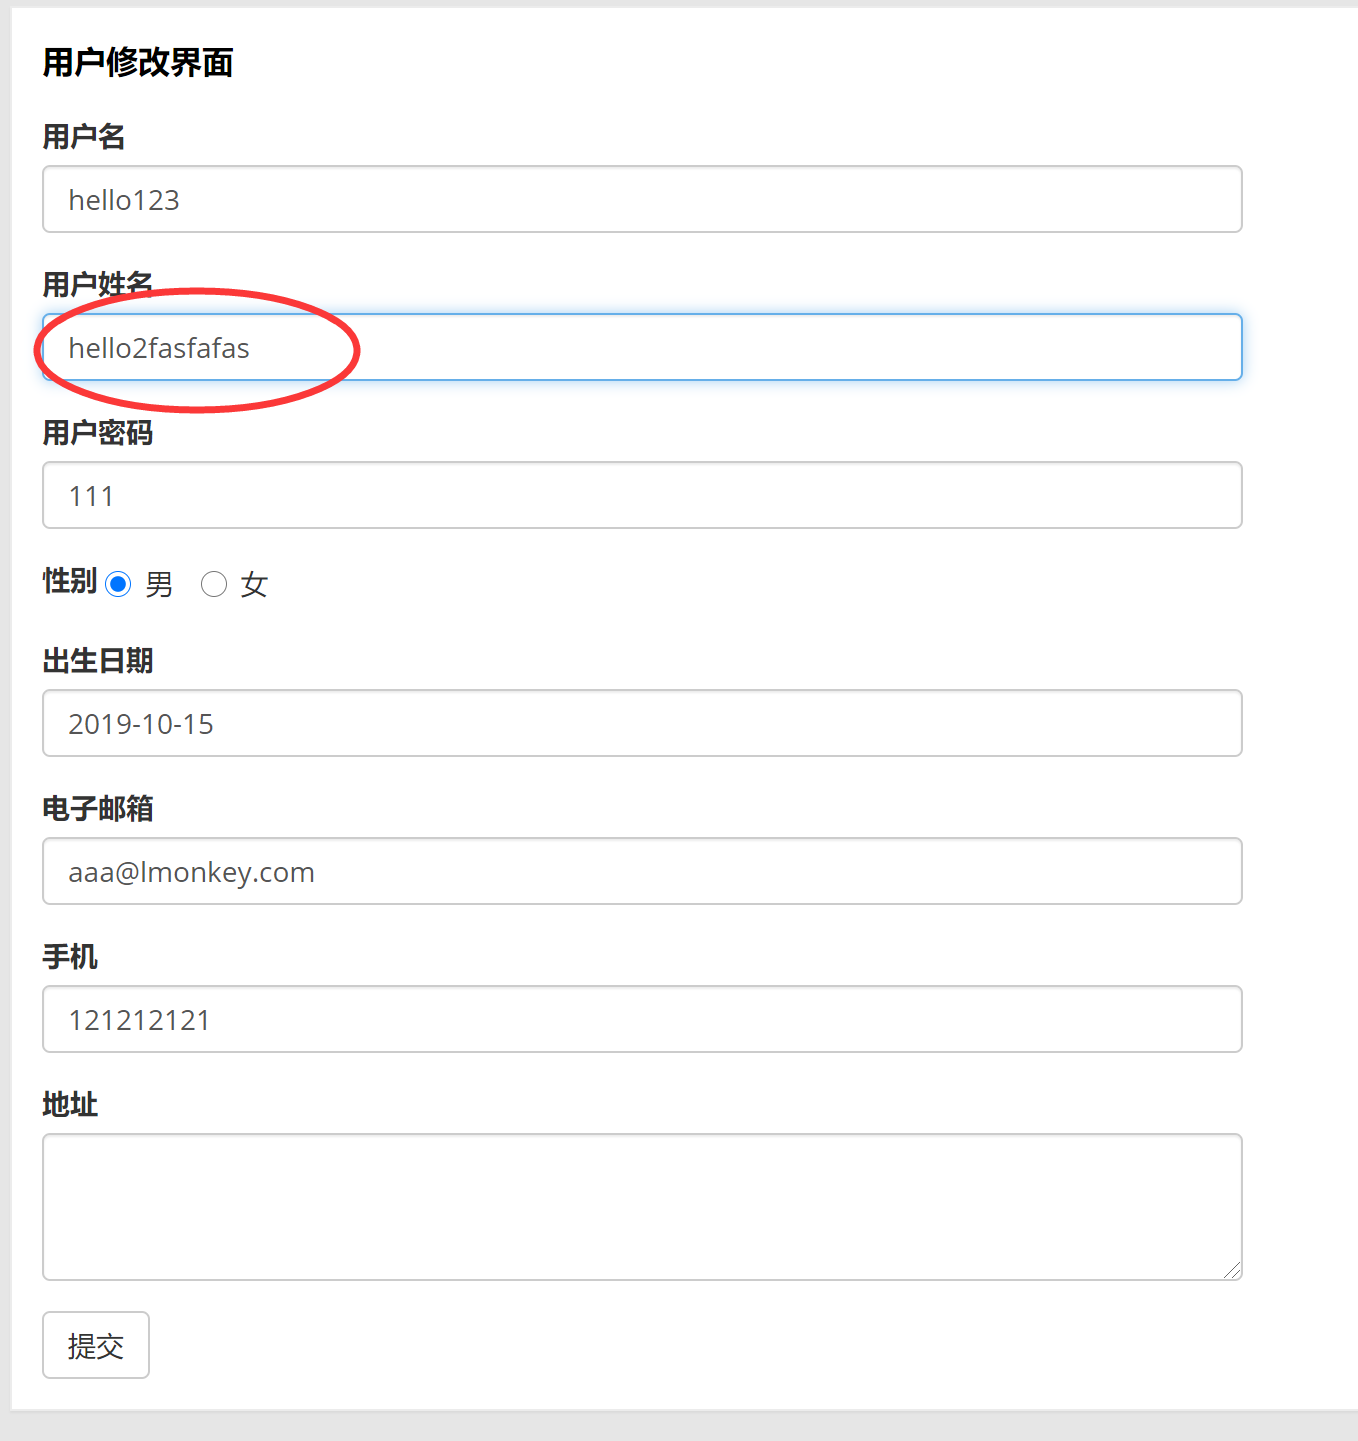 用户修改界面
用户名
hello123
用户姓名
hello2fasfafas
用户密码
111
性别 男 女
出生日期
2019-10-15
电子邮箱
aaa@lmonkey.com
手机
121212121
地址
提交